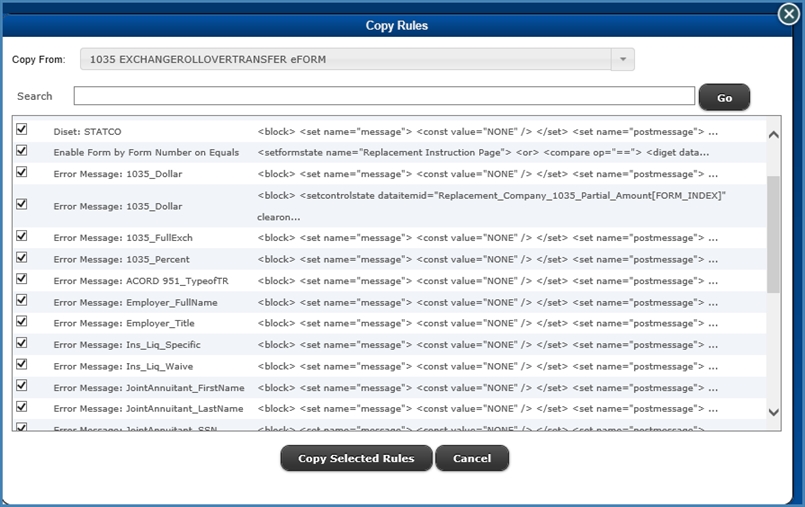 Copy Rules
Copy From: 1035 EXCHANGEROLLOVERTRANSFER eFORM
Search Go
Diset: STATCO <block> <set name="message"> <const value="NONE" /> </set> <set name="postmessage"> ...
Enable Form by Form Number on Equals <setformstate name="Replacement Instruction Page"> <or> <compare op="=="> <diget data...
Error Message: 1035_Dollar <block> <set name="message"> <const value="NONE" /> </set> <set name="postmessage"> ...
Error Message: 1035_Dollar <block> <setcontrolstate dataitemid="Replacement_Company_1035_Partial_Amount[FORM_INDEX]"
clearon...
Error Message: 1035_FullExch <block> <set name="message"> <const value="NONE" /> </set> <set name="postmessage"> ...
Error Message: 1035_Percent <block> <set name="message"> <const value="NONE" /> </set> <set name="postmessage"> ...
Error Message: ACORD 951_TypeofTR <block> <set name="message"> <const value="NONE" /> </set> <set name="postmessage"> ...
Error Message: Employer_FullName <block> <set name="message"> <const value="NONE" /> </set> <set name="postmessage"> ...
Error Message: Employer_Title <block> <set name="message"> <const value="NONE" /> </set> <set name="postmessage"> ...
Error Message: Ins_Liq_Specific <block> <set name="message"> <const value="NONE" /> </set> <set name="postmessage"> ...
Error Message: Ins_Liq_Waive <block> <set name="message"> <const value="NONE" /> </set> <set name="postmessage"> ...
Error Message: JointAnnuitant_FirstName <block> <set name="message"> <const value="NONE" /> </set> <set name="postmessage"> ...
Error Message: JointAnnuitant_LastName <block> <set name="message"> <const value="NONE" /> </set> <set name="postmessage"> ...
Error Message: JointAnnuitant_SSN <block> <set name="message"> <const value="NONE" /> </set> <set name="postmessage"> ...
Copy Selected Rules Cancel